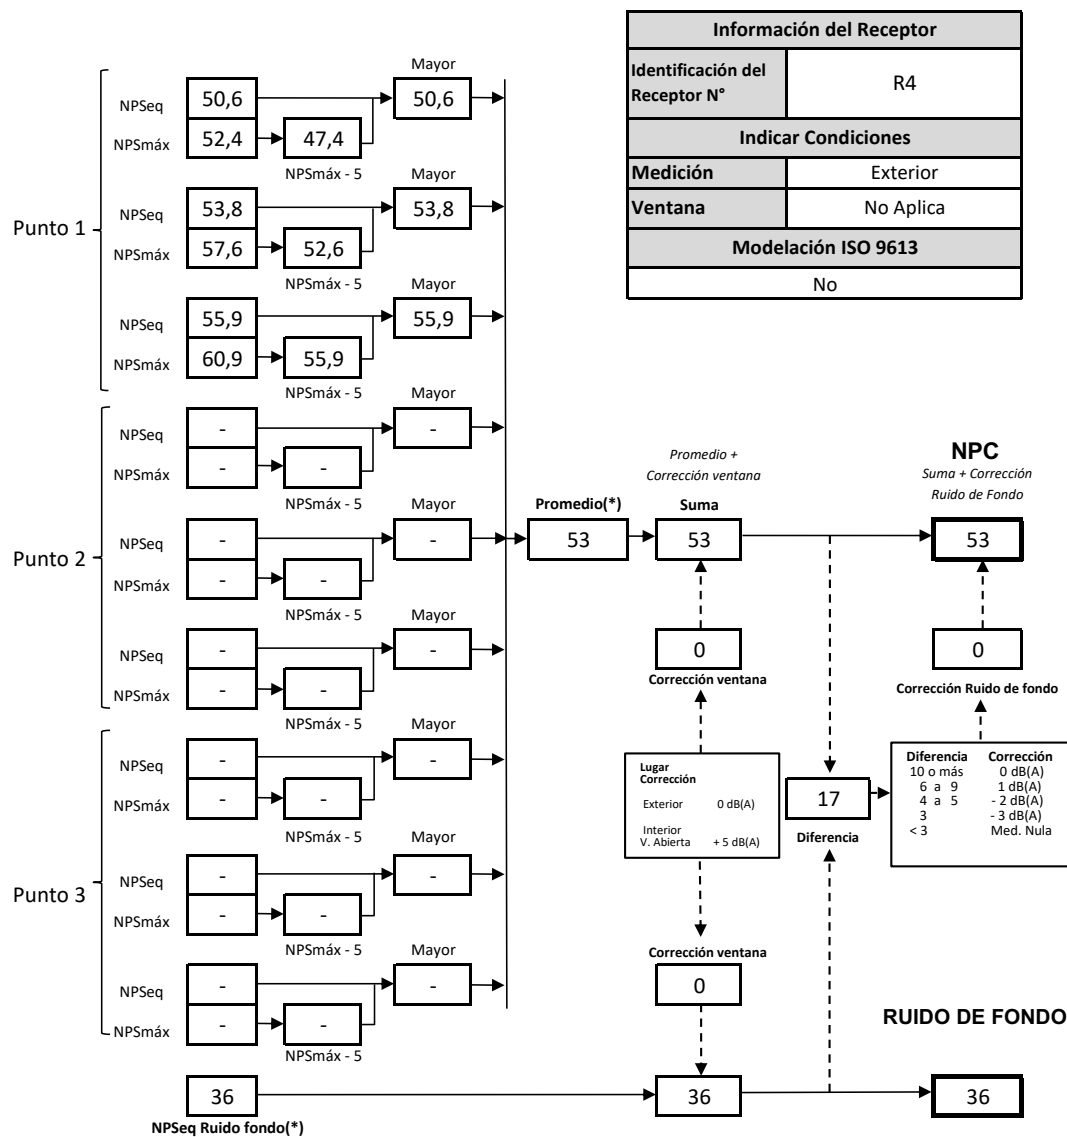 Información del Receptor
Identificación del Receptor N°
R4
Indicar Condiciones
Medición
Exterior
Ventana
No Aplica
Modelación ISO 9613
No
Punto 1
Mayor
NPSeq
50,6
50,6
NPSmáx
52,4
47,4
NPSmáx - 5
Mayor
NPSeq
53,8
53,8
NPSmáx
57,6
52,6
NPSmáx - 5
Mayor
NPSeq
55,9
55,9
NPSmáx
60,9
55,9
NPSmáx - 5
Punto 2
Mayor
NPSeq
-
-
NPSmáx
-
-
NPSmáx - 5
Mayor
NPSeq
-
-
NPSmáx
-
-
NPSmáx - 5
Mayor
NPSeq
-
-
NPSmáx
-
-
NPSmáx - 5
Punto 3
Mayor
NPSeq
-
-
NPSmáx
-
-
NPSmáx - 5
Mayor
NPSeq
-
-
NPSmáx
-
-
NPSmáx - 5
Mayor
NPSeq
-
-
NPSmáx
-
-
NPSmáx - 5
Promedio(*)
53
Promedio +
Corrección ventana
Suma
53
NPC
Suma + Corrección
Ruido de Fondo
53
0
Corrección ventana
0
Corrección Ruido de fondo
Lugar
Corrección
Exterior 0 dB(A)
Interior
V. Abierta + 5 dB(A)
17
Diferencia
Diferencia Corrección
10 o más 0 dB(A)
6 a 9 1 dB(A)
4 a 5 - 2 dB(A)
3 - 3 dB(A)
< 3 Med. Nula
Corrección ventana
0
RUIDO DE FONDO
36
36
36
NPSeq Ruido fondo(*)